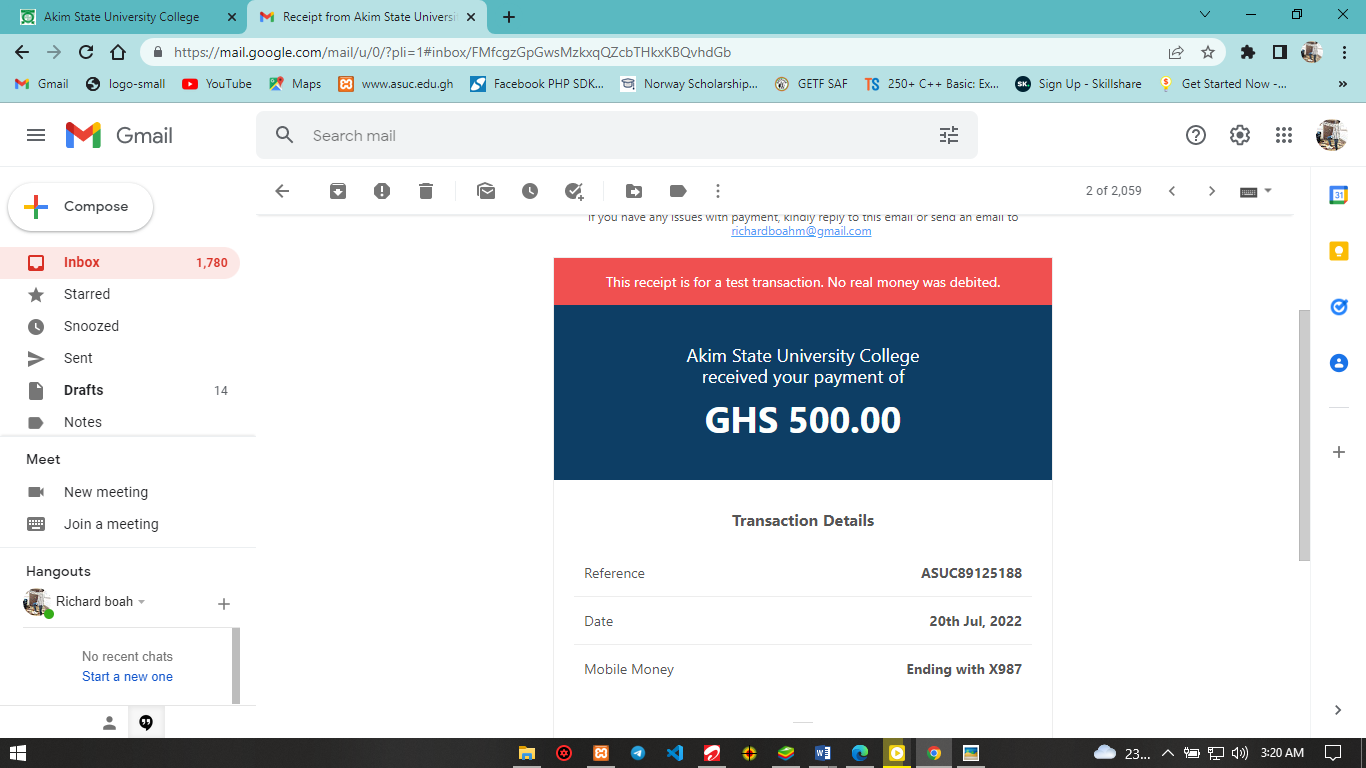 Akim State University College
Receipt from Akim State Universi
https://mail.google.com/mail/u/0/?pli=1#inbox/FMfcgzGpGwsMzkxqQZcbTHkxKBQvhdGb
Gmail
logo-small
YouTube
Maps
www.asuc.edu.gh
Facebook PHP SDK...
Norway Scholarship...
GETF SAF
TS
250+ C++ Basic: Ex...
SK.
Sign Up - Skillshare
Get Started Now -...
»
Gmail
Search mail
Compose
2 of 2,059
31
Inbox 1,780
Starred
Snoozed
Sent
Drafts 14
Notes
Meet
New meeting
Join a meeting
Hangouts
Richard boah
No recent chats
Start a new one
If you have any issues with payment, kindly reply to this email or send an email to
richardboahm@gmail.com
This receipt is for a test transaction. No real money was debited.
Akim State University College
received your payment of
GHS 500.00
Transaction Details
Reference ASUC89125188
Date 20th Jul, 2022
Mobile Money Ending with X987
23...
3:20 AM